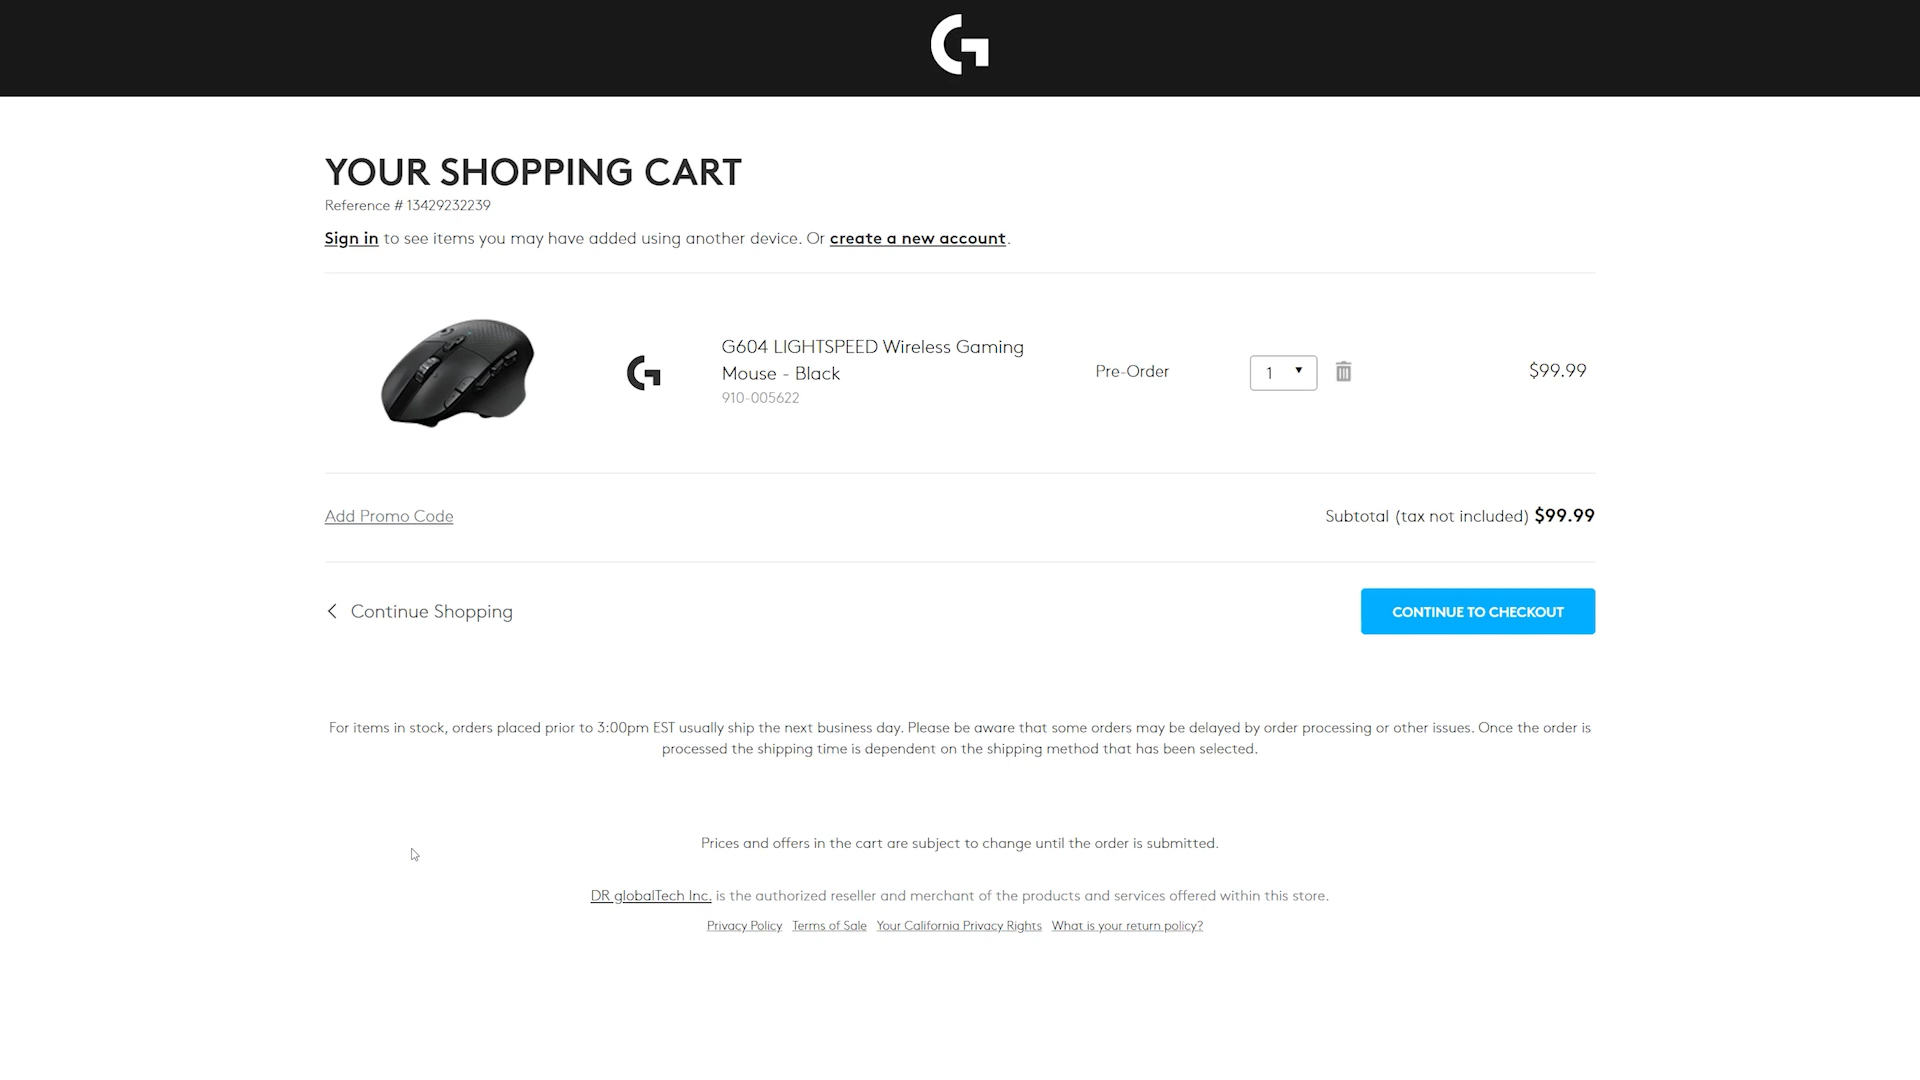 YOUR SHOPPING CART
Reference # 13429232239
Sign in to see items you may have added using another device. Or create a new account.
G604 LIGHTSPEED Wireless Gaming
Mouse - Black
910-005622
Pre-Order
1
$99.99
Add Promo Code
Subtotal (tax not included) $99.99
Continue Shopping
CONTINUE TO CHECKOUT
For items in stock, orders placed prior to 3:00pm EST usually ship the next business day. Please be aware that some orders may be delayed by order processing or other issues. Once the order is
processed the shipping time is dependent on the shipping method that has been selected.
Prices and offers in the cart are subject to change until the order is submitted.
DR globalTech Inc. is the authorized reseller and merchant of the products and services offered within this store.
Privacy Policy Terms of Sale Your California Privacy Rights What is your return policy?